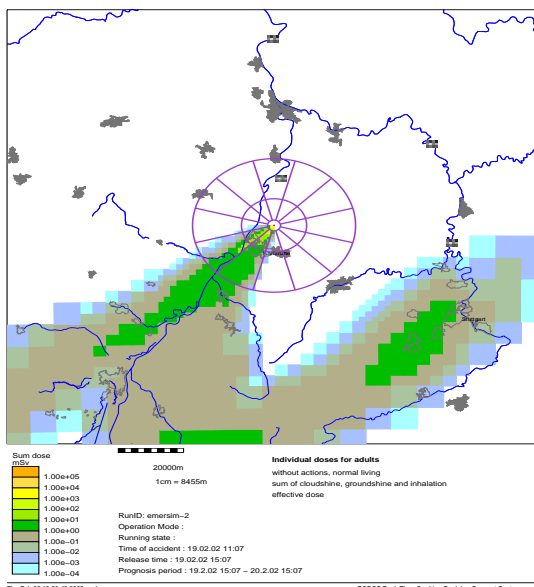 Stuttgart
Sum dose
mSv
1.00e+05
1.00e+04
1.00e+03
1.00e+02
1.00e+01
1.00e+00
1.00e-01
1.00e-02
1.00e-03
1.00e-04
20000m
1cm = 8455m
RunID: emersim-2
Operation Mode :
Running state :
Time of accident : 19.02.02 11:07
Release time : 19.02.02 15:07
Prognosis period : 19.2.02 15:07 - 20.2.02 15:07
Individual doses for adults
without actions, normal living
sum of cloudshine, groundshine and inhalation
effective dose